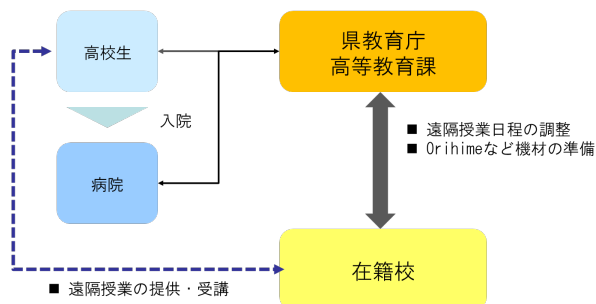 高校生
県教育庁
高等教育課
入院
■ 遠隔授業日程の調整
■ Orihimeなど機材の準備
病院
在籍校
■ 遠隔授業の提供・受講